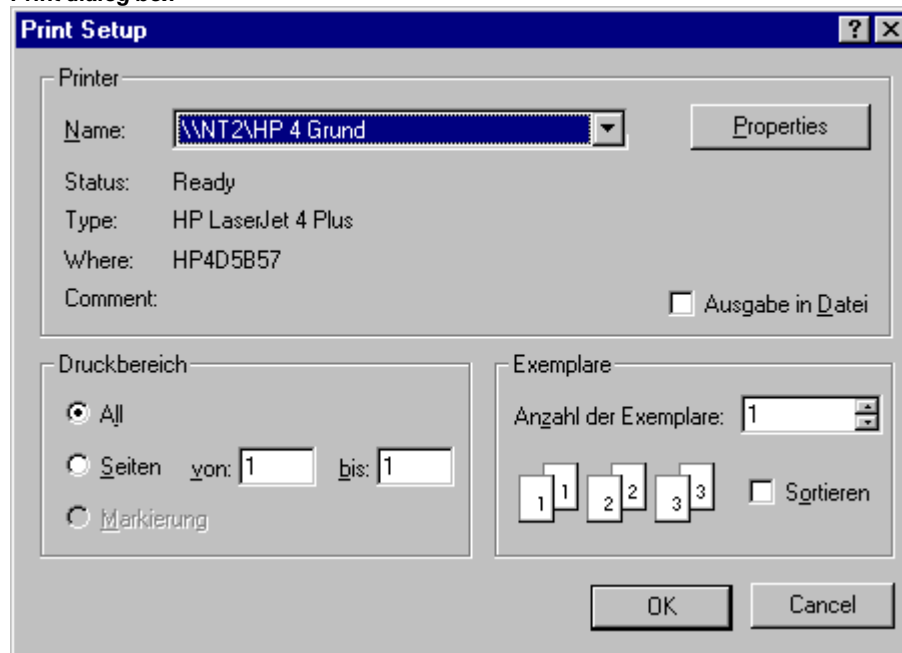 Print dialog box
Print Setup
Printer
Name: \\NT2\HP 4 Grund Properties
Status: Ready
Type: HP LaserJet 4 Plus
Where: HP4D5B57
Comment:
Ausgabe in Datei
Druckbereich
All
Seiten von: 1 bis: 1
Markierung
Exemplare
Anzahl der Exemplare: 1
1 1 2 2 3 3 Sortieren
OK Cancel